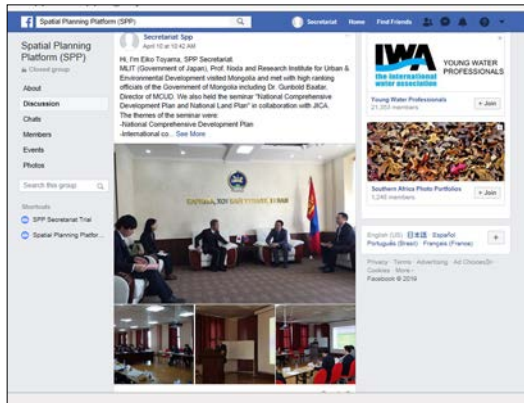 Spatial Planning Platform (SPP)
Secretariat
Home
Find Friends
Spatial Planning
Platform (SPP)
Closed group
About
Discussion
Chats
Members
Events
Photos
Search this group
Shortcuts
SPP Secretariat Trial
Spatial Planning Platfor...
Secretariat Spp
April 10 at 10:42 AM
Hi, I'm Eiko Toyama, SPP Secretariat.
MLIT (Government of Japan), Prof. Noda and Research Institute for Urban &
Environmental Development visited Mongolia and met with high ranking
officials of the Government of Mongolia including Dr. Gunbold Baatar,
Director of MCUD. We also held the seminar "National Comprehensive
Development Plan and National Land Plan" in collaboration with JICA.
The themes of the seminar were:
-National Comprehensive Development Plan
-International co... See More
IWA
the international
water association
YOUNG WATER
PROFESSIONALS
Young Water Professionals
+ Join
Southern Africa Photo Portfolios
1,246 members
+ Join
English (US) · 日本語 · Español ·
Português (Brasil) · Français (France)
Privacy · Terms · Advertising · Ad Choices ·
Cookies · More
Facebook © 2019